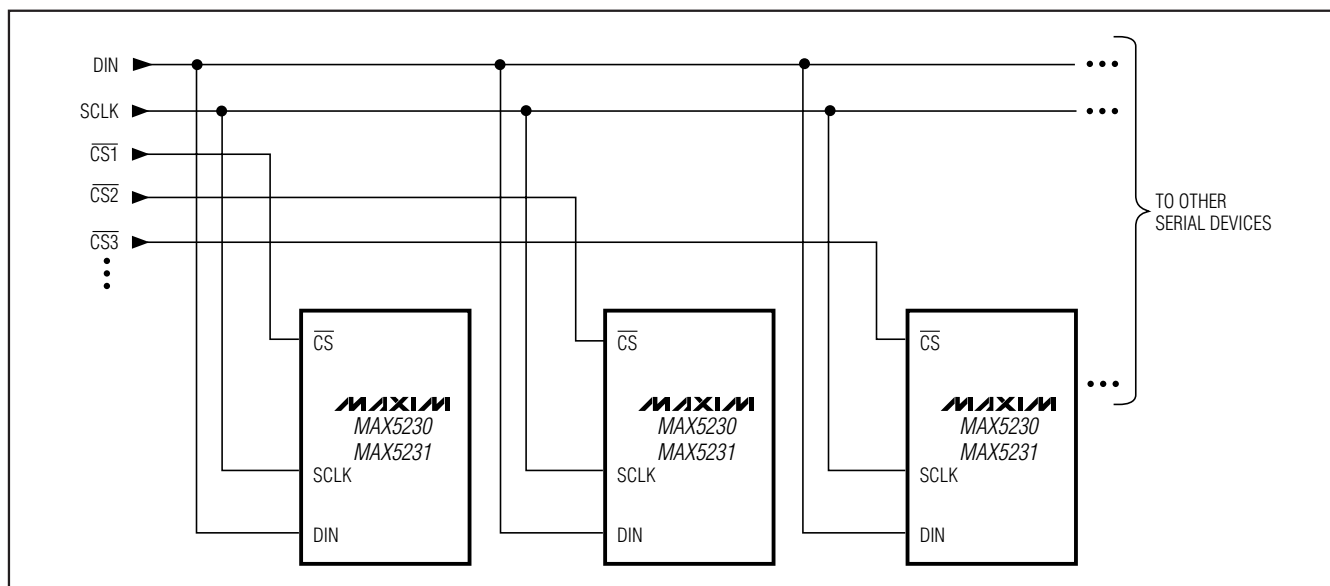 DIN
SCLK
CS1
CS2
CS3
TO OTHER
SERIAL DEVICES
CS
MAXIM
MAX5230
MAX5231
SCLK
DIN
CS
MAXIM
MAX5230
MAX5231
SCLK
DIN
CS
MAXIM
MAX5230
MAX5231
SCLK
DIN